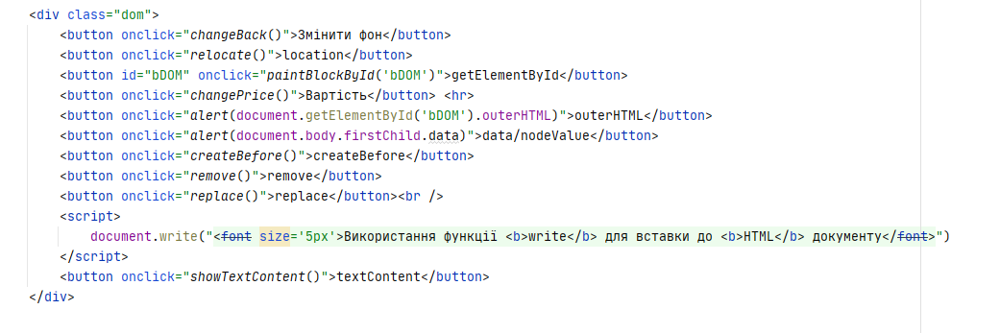 <div class="dom">
<button onclick="changeBack()">Змінити фон</button>
<button onclick="relocate()">location</button>
<button id="bDOM" onclick="paintBlockById('bDOM')">getElementById</button>
<button onclick="changePrice()">Вартість</button> <hr>
<button onclick="alert(document.getElementById('bDOM').outerHTML)">outerHTML</button>
<button onclick="alert(document.body.firstChild.data)">data/nodeValue</button>
<button onclick="createBefore()">createBefore</button>
<button onclick="remove()">remove</button>
<button onclick="replace()">replace</button><br />
<script>
document.write("<font size='5px'>Використання функції <b>write</b> для вставки до <b>HTML</b> документу</font>")
</script>
<button onclick="showTextContent()">textContent</button>
</div>